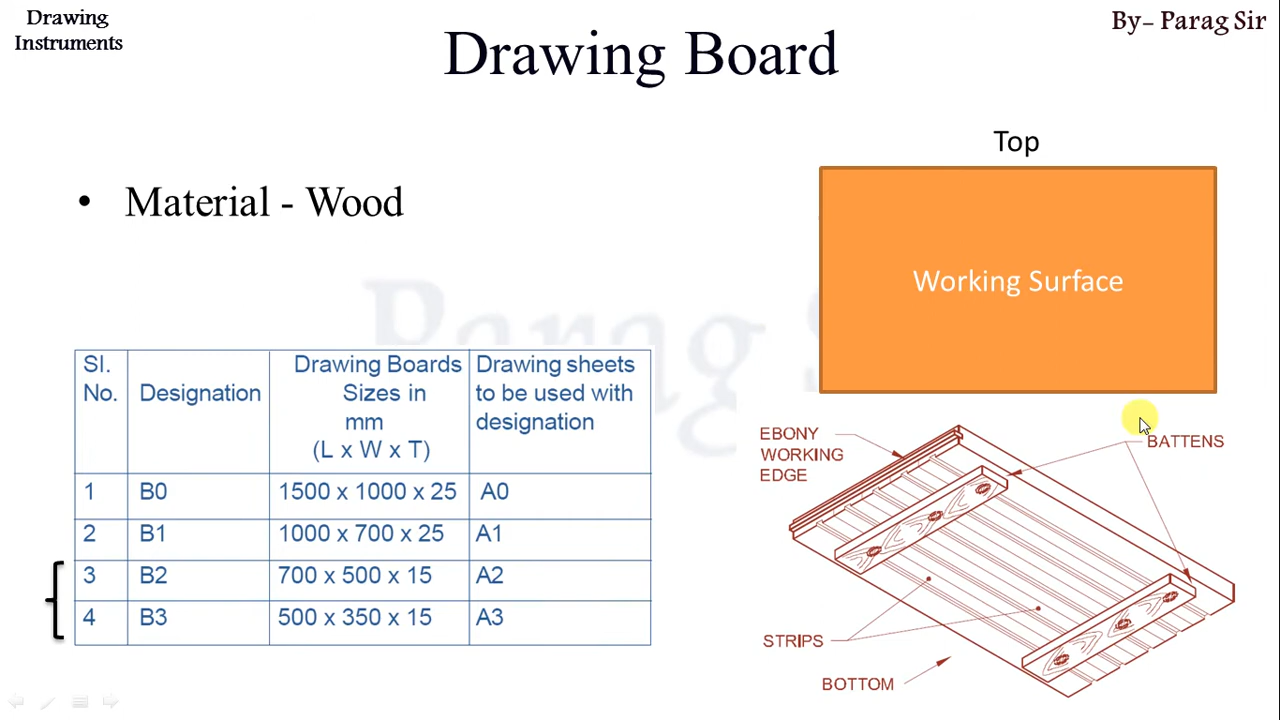 Drawing
Instruments
By- Parag Sir
Drawing Board
• Material - Wood
Top
Working Surface
Parag S
SI. No. Designation Drawing Boards Sizes in mm (L x W x T) Drawing sheets to be used with designation
1 B0 1500 x 1000 x 25 A0
2 B1 1000 x 700 x 25 A1
3 B2 700 x 500 x 15 A2
4 B3 500 x 350 x 15 A3
EBONY
WORKING
EDGE
BATTENS
STRIPS
BOTTOM